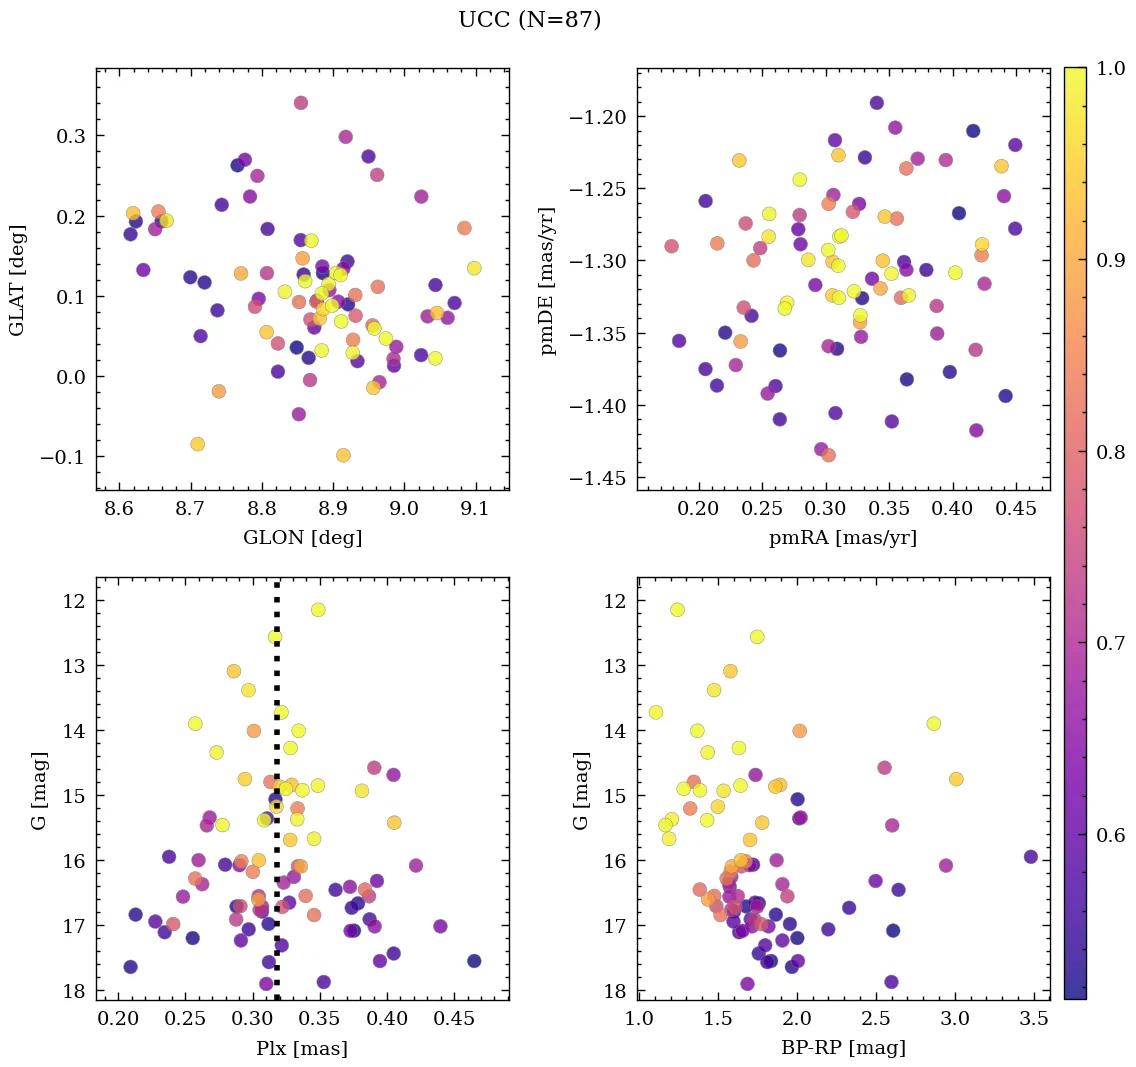 UCC (N=87)
0.3
0.2
0.1
0.0
−0.1
GLAT [deg]
8.6 8.7 8.8 8.9 9.0 9.1
GLON [deg]
−1.20
−1.25
−1.30
−1.35
−1.40
−1.45
pmDE [mas/yr]
0.20 0.25 0.30 0.35 0.40 0.45
pmRA [mas/yr]
12
13
14
15
16
17
18
G [mag]
0.20 0.25 0.30 0.35 0.40 0.45
Plx [mas]
12
13
14
15
16
17
18
G [mag]
1.0 1.5 2.0 2.5 3.0 3.5
BP-RP [mag]
1.0
0.9
0.8
0.7
0.6